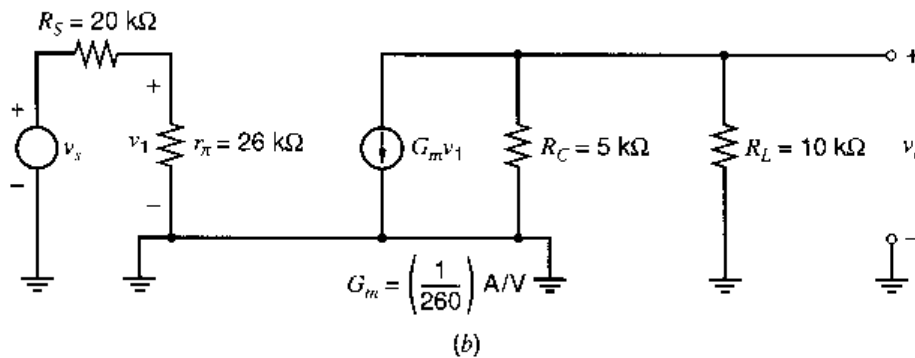 R_S = 20 kΩ
+
−
v_s
+
v_1
−
r_π = 26 kΩ
G_m v_1
R_C = 5 kΩ
R_L = 10 kΩ
+
−
G_m = (1/260) A/V
(b)